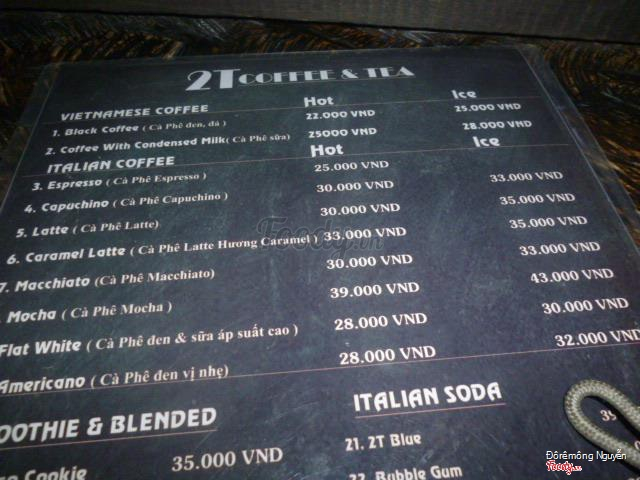 2T COFFEE & TEA
VIETNAMESE COFFEE Hot Ice
1. Black Coffee ( Cà Phê đen, đá ) 22.000 VND 25.000 VND
2. Coffee With Condensed Milk( Cà Phê sữa) 25000 VND 28.000 VND
ITALIAN COFFEE Hot Ice
3. Espresso ( Cà Phê Espresso ) 25.000 VND
4. Capuchino ( Cà Phê Capuchino ) 30.000 VND 33.000 VND
5. Latte ( Cà Phê Latte) 30.000 VND 35.000 VND
6. Caramel Latte ( Cà Phê Latte Hương Caramel ) 33.000 VND 35.000 VND
7. Macchiato (Cà Phê Macchiato) 30.000 VND 33.000 VND
. Mocha ( Cà Phê Mocha ) 39.000 VND 43.000 VND
Flat White ( Cà Phê đen & sữa áp suất cao ) 28.000 VND 30.000 VND
Americano ( Cà Phê đen vị nhẹ) 28.000 VND 32.000 VND
OOTHIE & BLENDED
Cookie 35.000 VND
ITALIAN SODA
21. 2T Blue
22. Bubble Gum
Foody.vn
Đôrêmông Nguyễn
Foody.vn